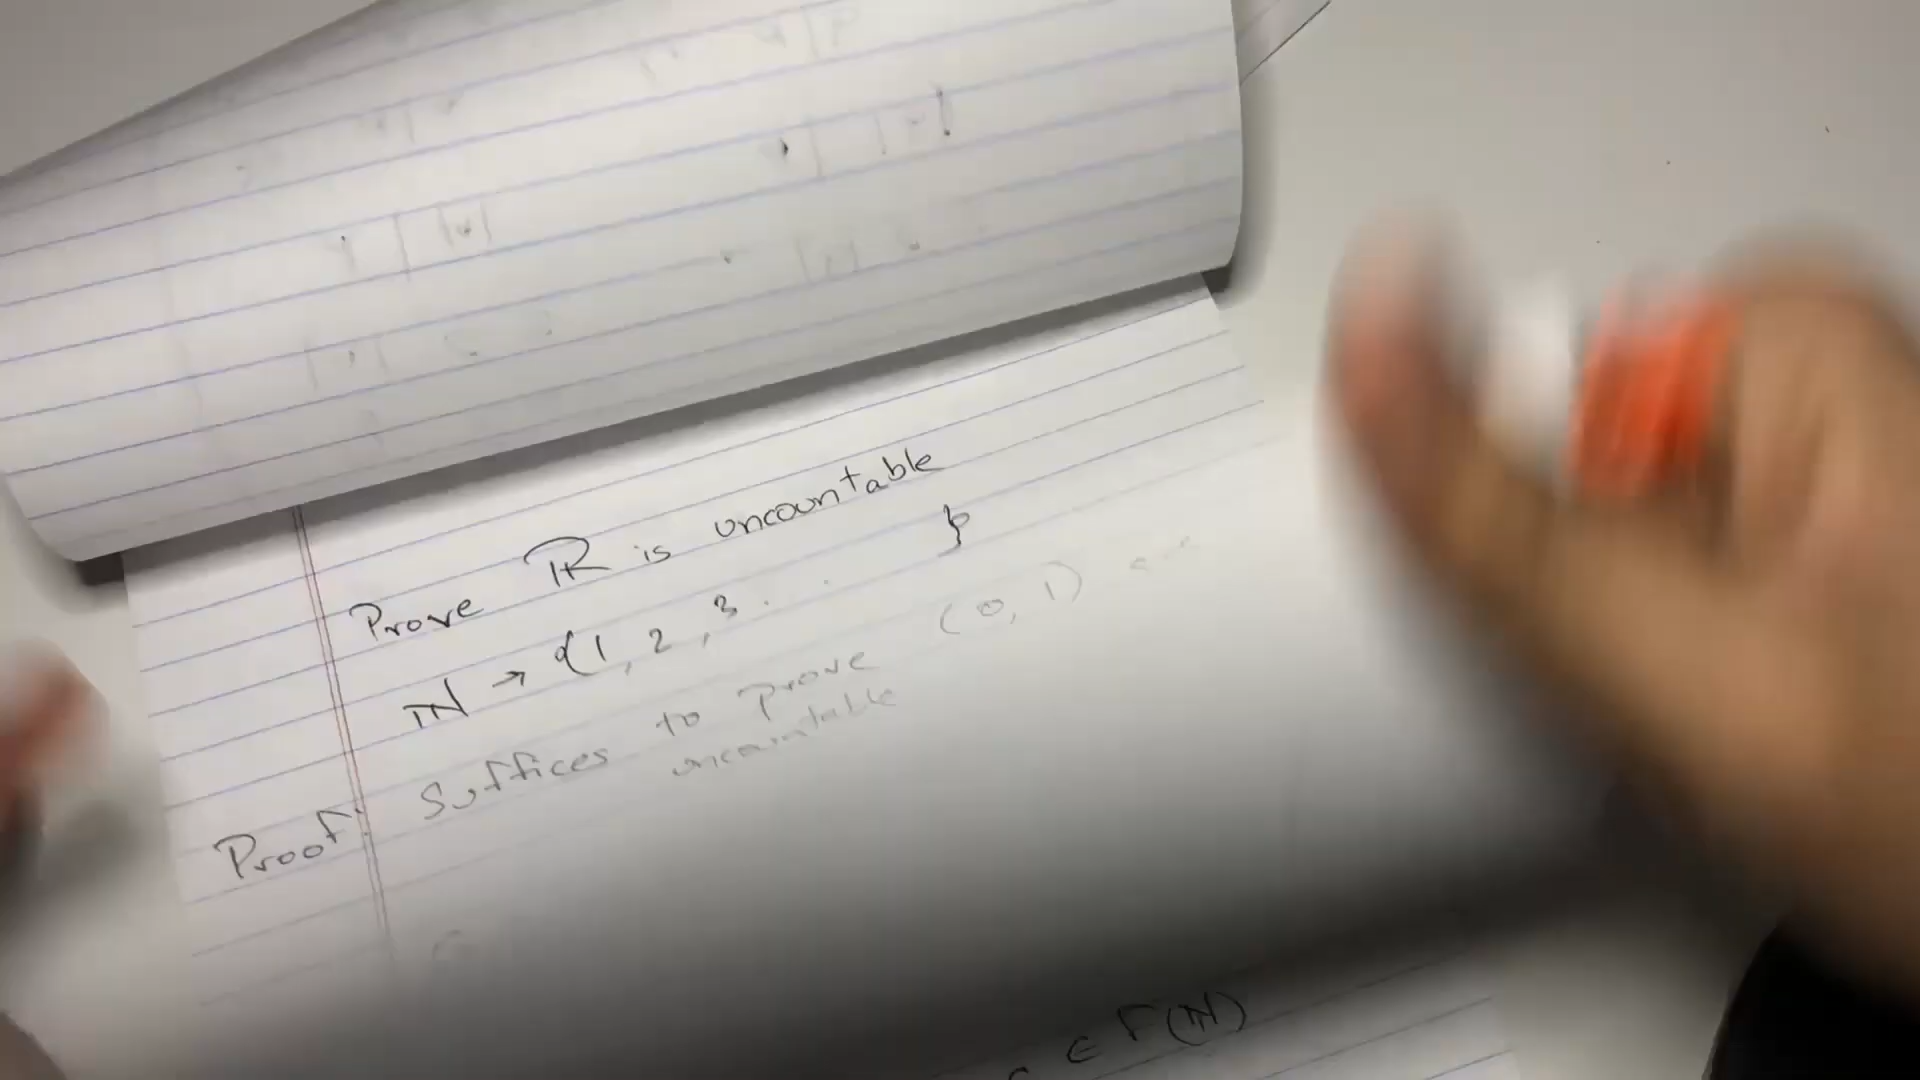 Prove ℝ is uncountable
ℕ → {1, 2, 3 . . }
Proof: Suffices to prove (0, 1)
uncountable
∈ F(ℕ)